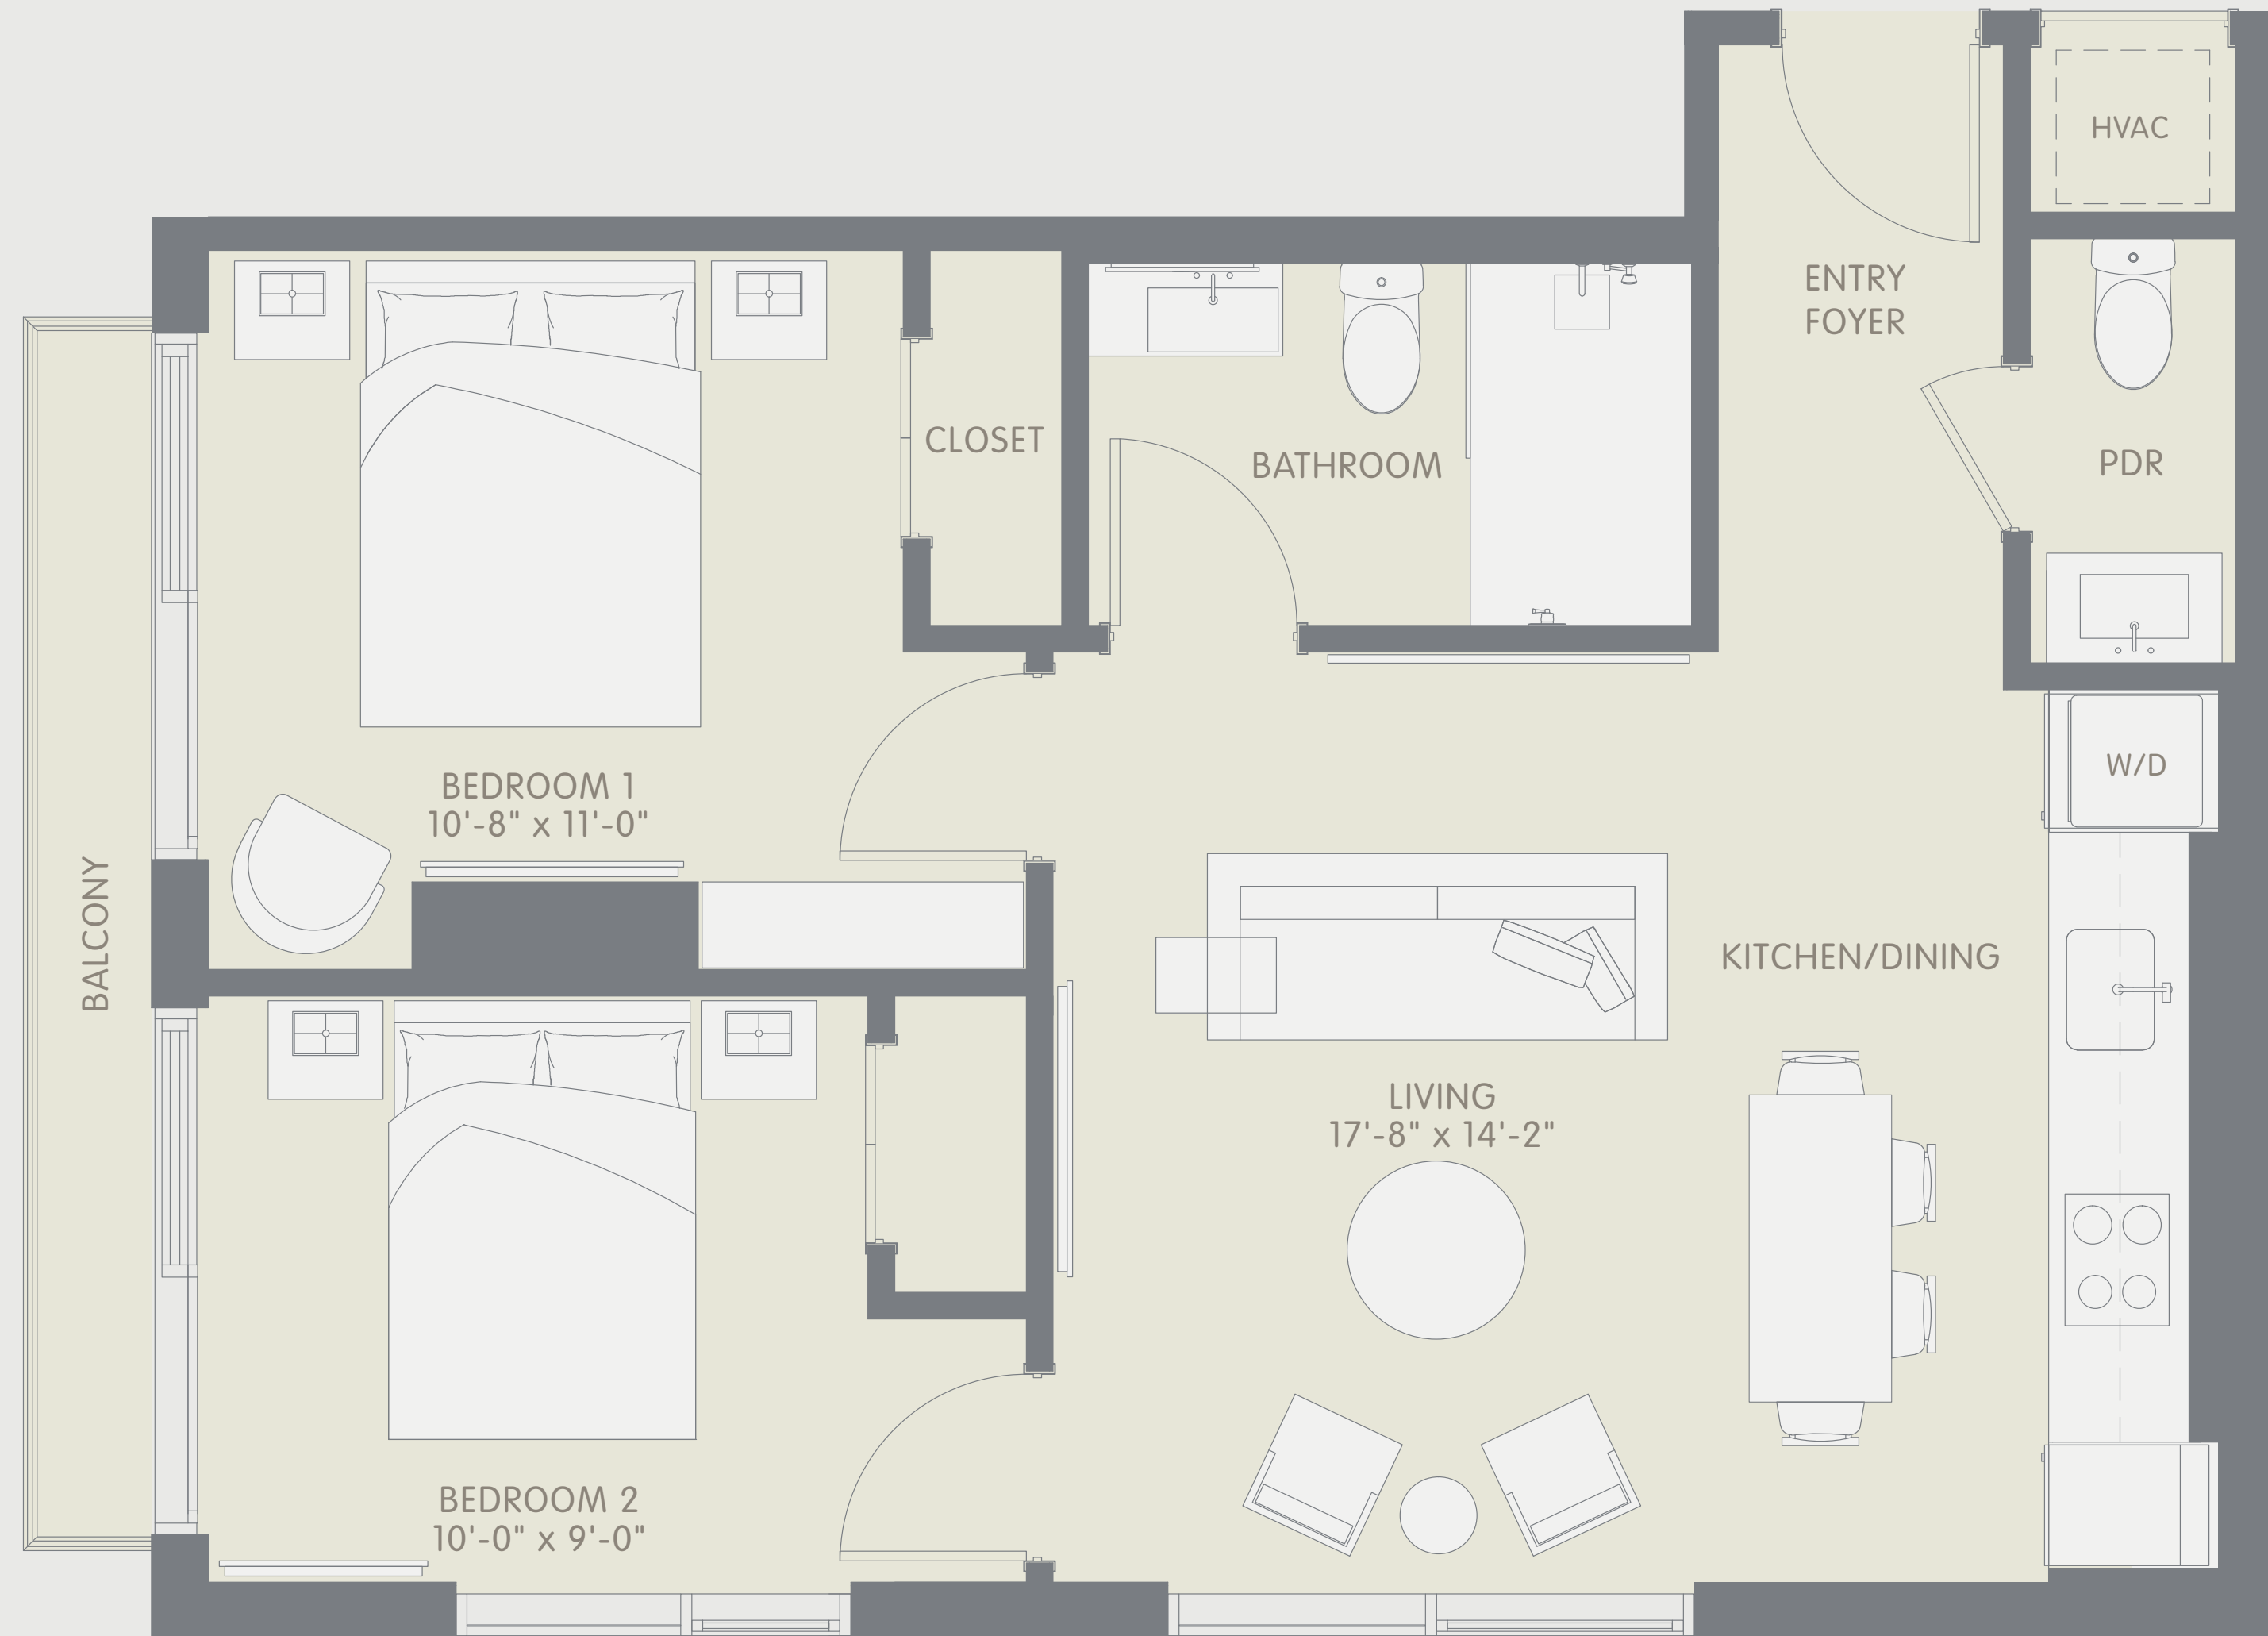 HVAC
ENTRY
FOYER
CLOSET
BATHROOM
PDR
W/D
BEDROOM 1
10'-8" x 11'-0"
BALCONY
KITCHEN/DINING
LIVING
17'-8" x 14'-2"
BEDROOM 2
10'-0" x 9'-0"